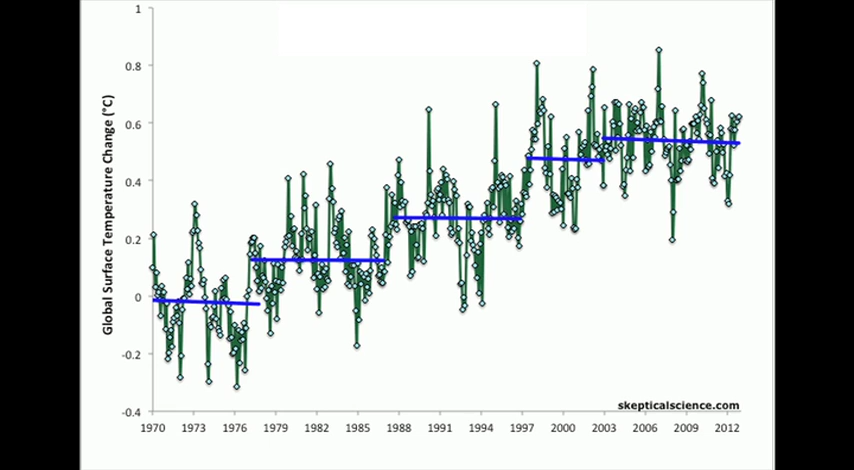 1
0.8
0.6
0.4
0.2
0
-0.2
-0.4
Global Surface Temperature Change (°C)
skepticalscience.com
1970 1973 1976 1979 1982 1985 1988 1991 1994 1997 2000 2003 2006 2009 2012